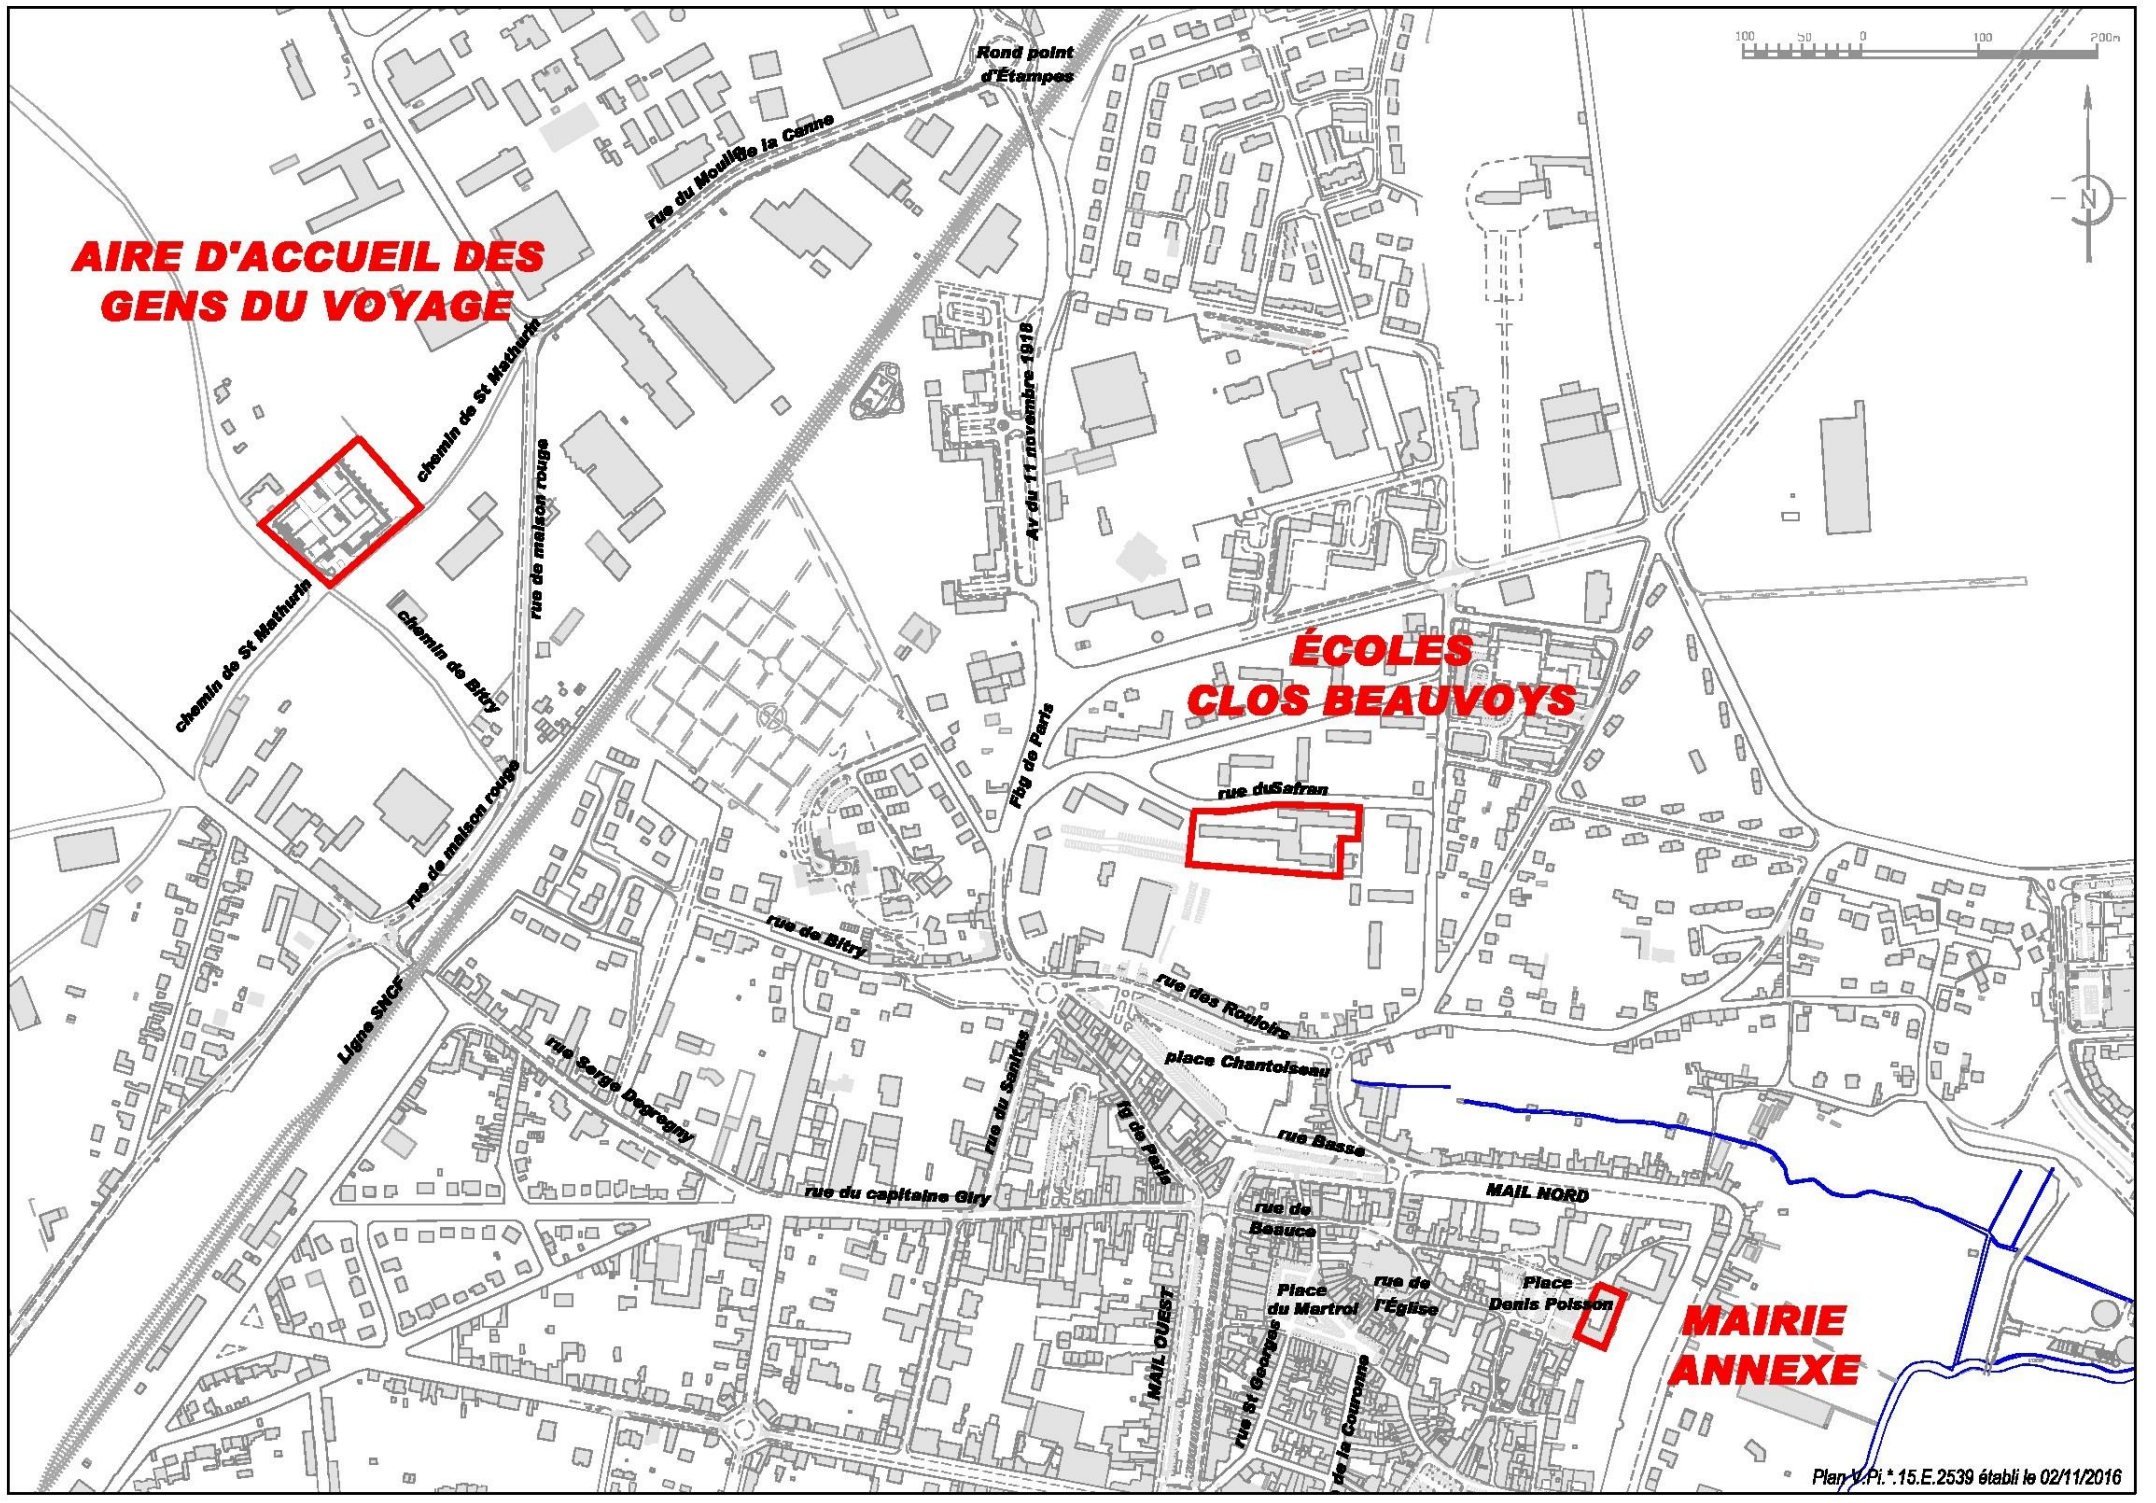 Rond point
d'Étampes
100 50 0 100 200m
rue du Moulin de la Canne
N
AIRE D'ACCUEIL DES
GENS DU VOYAGE
chemin de St Mathurin
Av du 11 novembre 1918
rue de maison rouge
chemin de St Mathurin
chemin de Bitry
ÉCOLES
CLOS BEAUVOYS
Fbg de Paris
rue du Safran
rue de maison rouge
rue de Bitry
Ligne SNCF
rue des Rouloirs
place Chantoiseau
rue Serge Degregny
rue du Sanitas
fg de Paris
rue Basse
rue du capitaine Giry
MAIL NORD
rue de
Beauce
MAIL OUEST
Place
du Martroi
rue de
l'Église
Place
Denis Poisson
MAIRIE
ANNEXE
rue St Georges
de la Couronne
Plan V.Pi.*.15.E.2539 établi le 02/11/2016